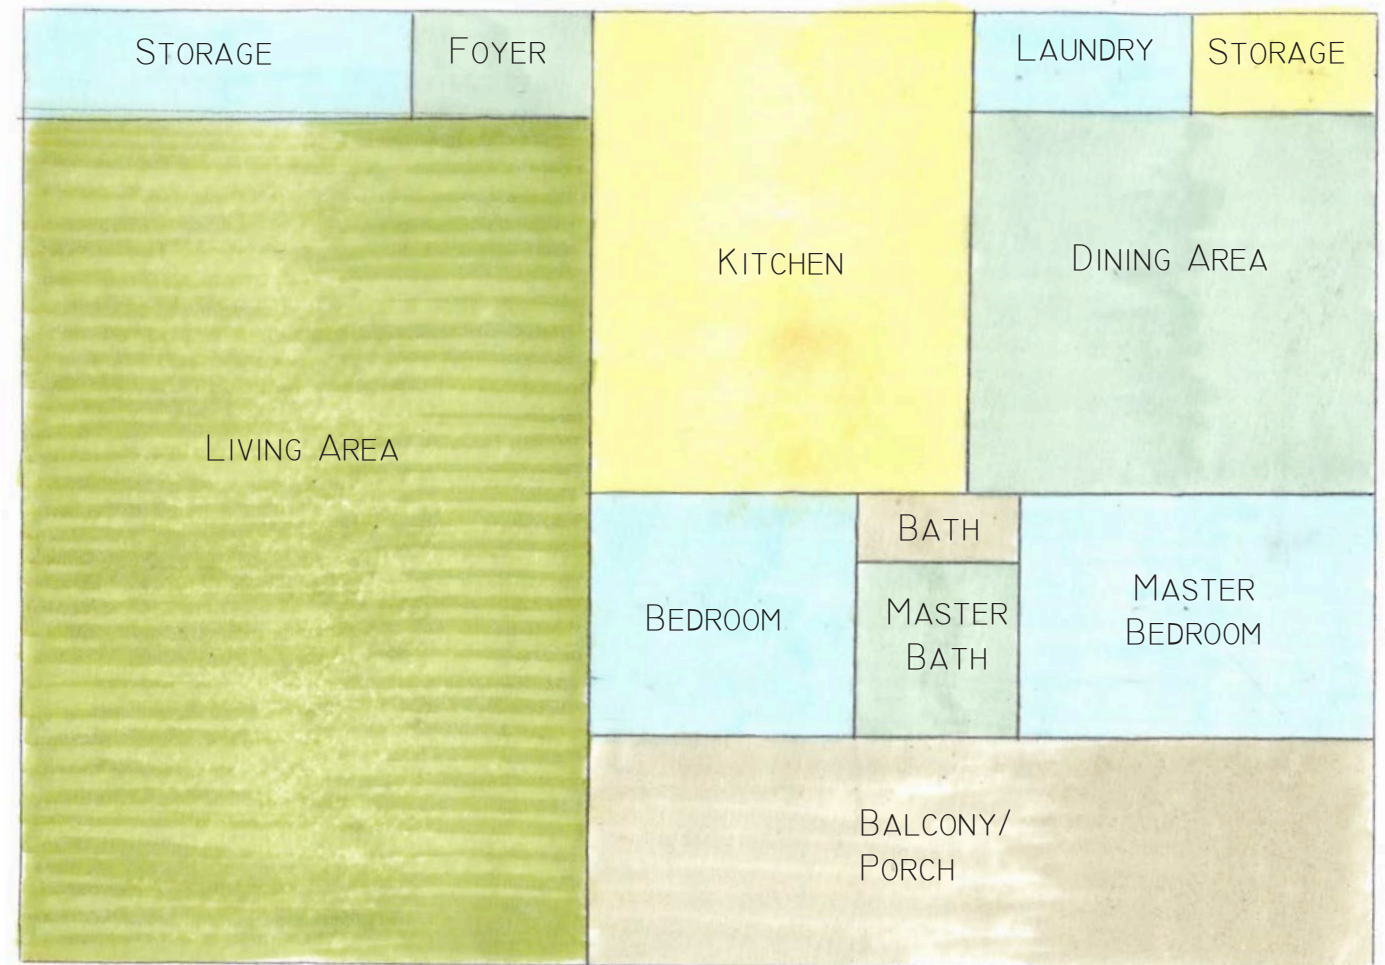 STORAGE
FOYER
LAUNDRY
STORAGE
KITCHEN
DINING AREA
LIVING AREA
BATH
BEDROOM
MASTER
BATH
MASTER
BEDROOM
BALCONY/
PORCH